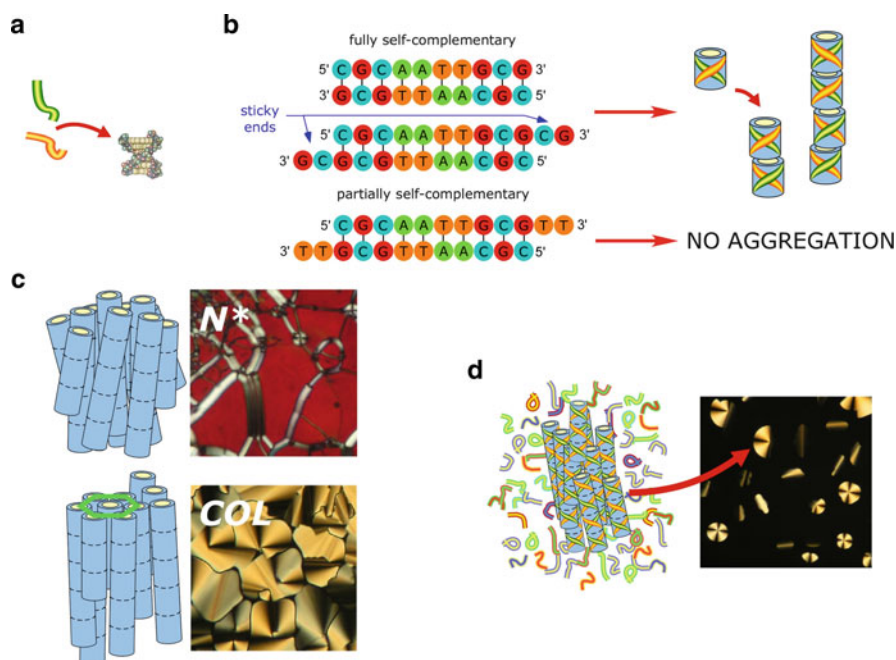 a
b
fully self-complementary
5' C G C A A T T G C G 3'
3' G C G T T A A C G C 5'
sticky
ends
5' C G C A A T T G C G C G 3'
3' G C G C G T T A A C G C 5'
partially self-complementary
5' C G C A A T T G C G T T 3'
3' T T G C G T T A A C G C 5'
NO AGGREGATION
c
N*
COL
d